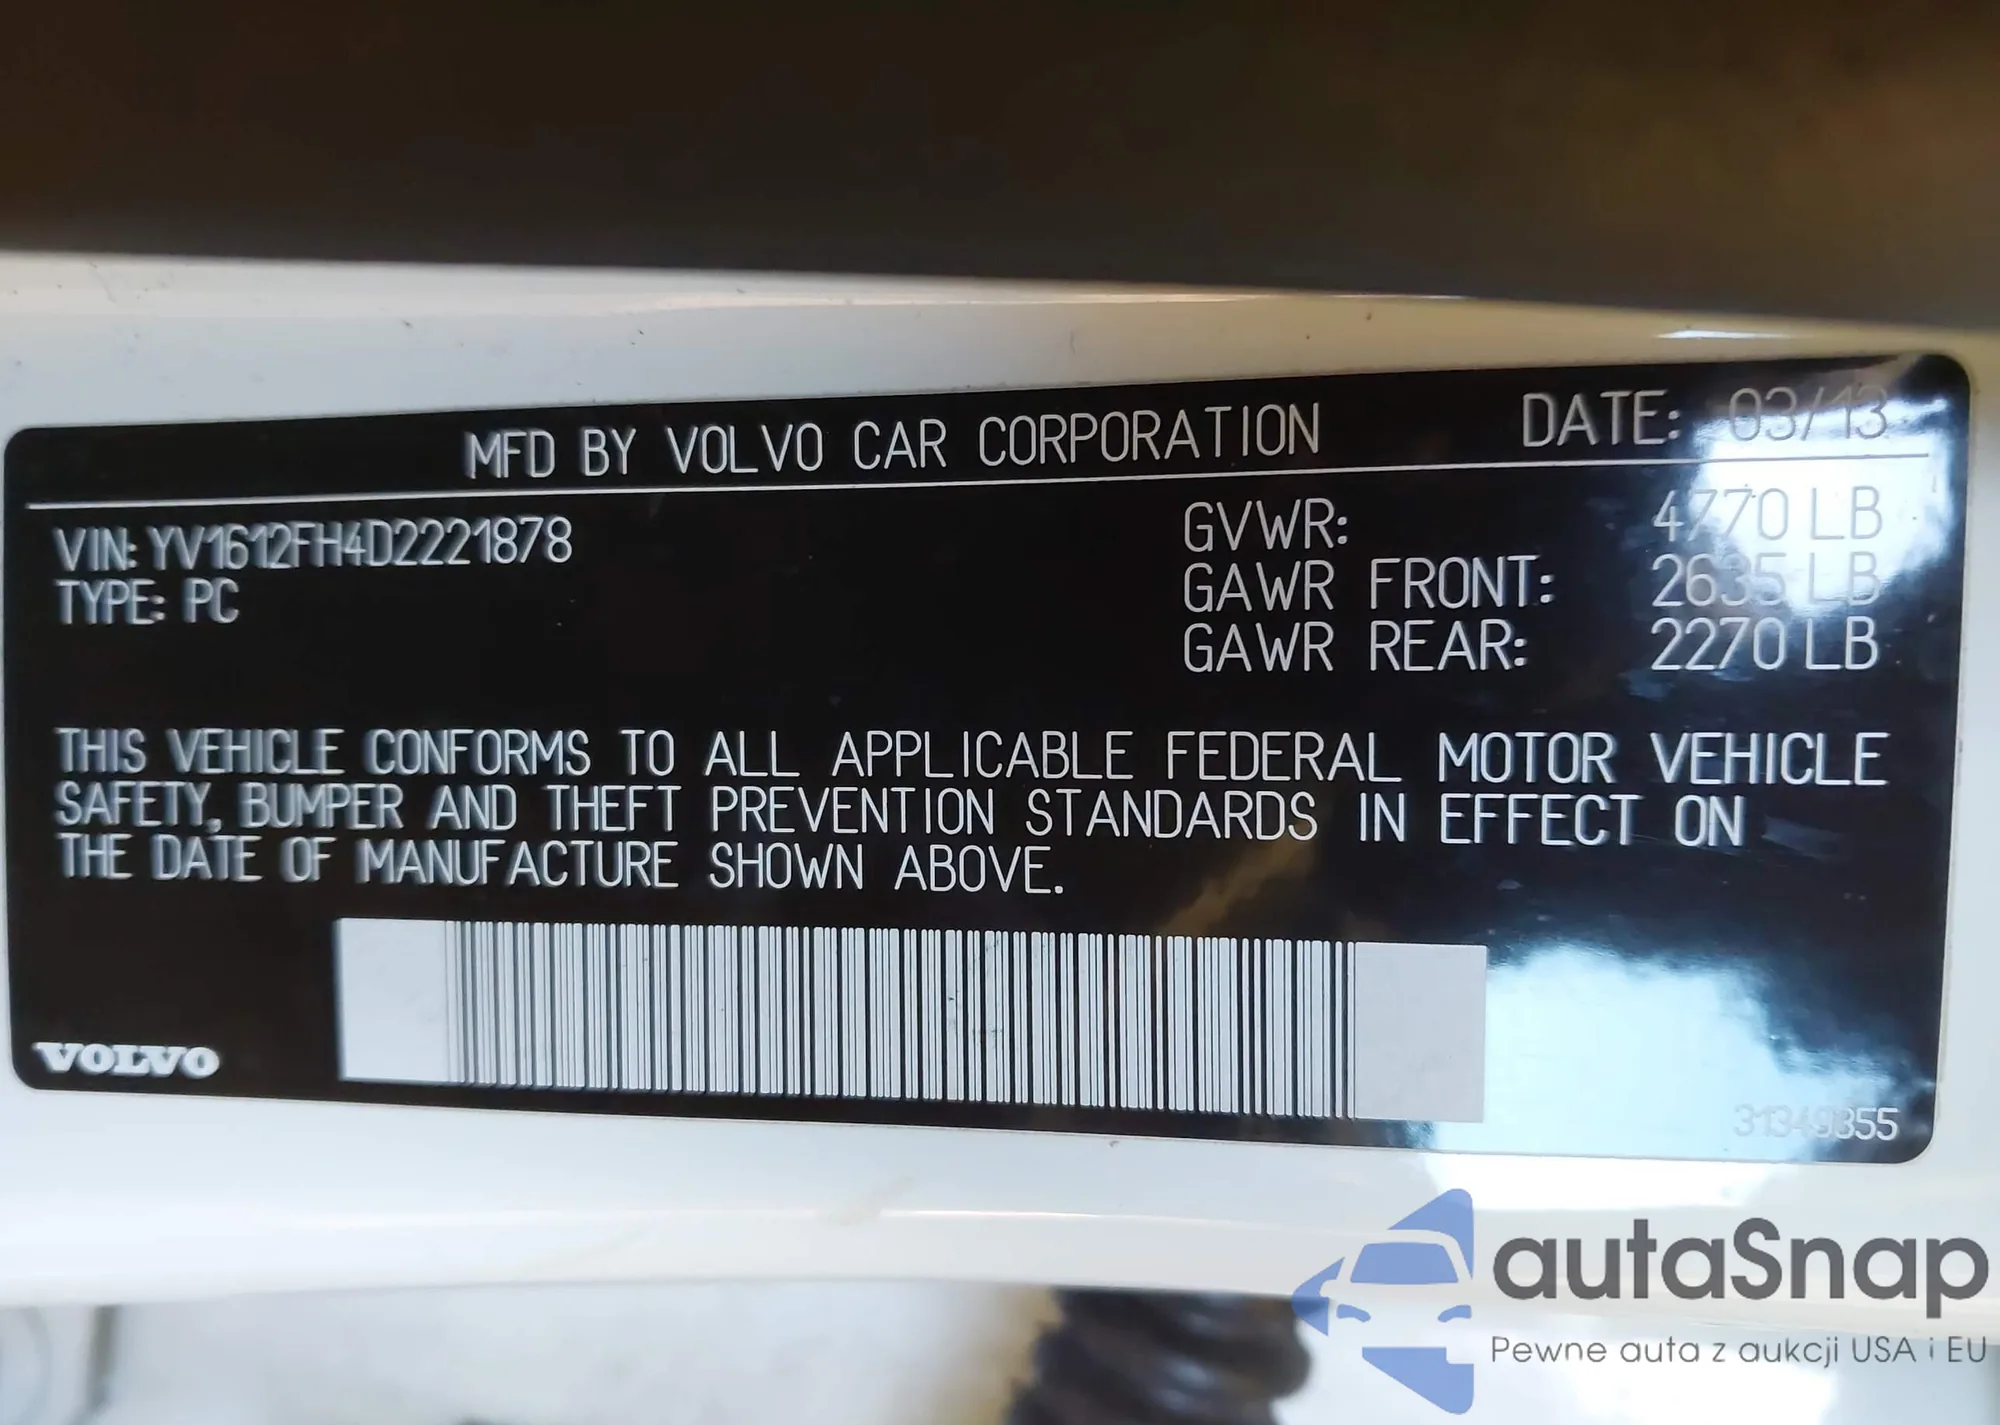 MFD BY VOLVO CAR CORPORATION DATE: 03/13
VIN: YV1612FH4D2221878
TYPE: PC
GVWR: 4770 LB
GAWR FRONT: 2635 LB
GAWR REAR: 2270 LB
THIS VEHICLE CONFORMS TO ALL APPLICABLE FEDERAL MOTOR VEHICLE
SAFETY, BUMPER AND THEFT PREVENTION STANDARDS IN EFFECT ON
THE DATE OF MANUFACTURE SHOWN ABOVE.
VOLVO
31349355
autaSnap
Pewne auta z aukcji USA i EU